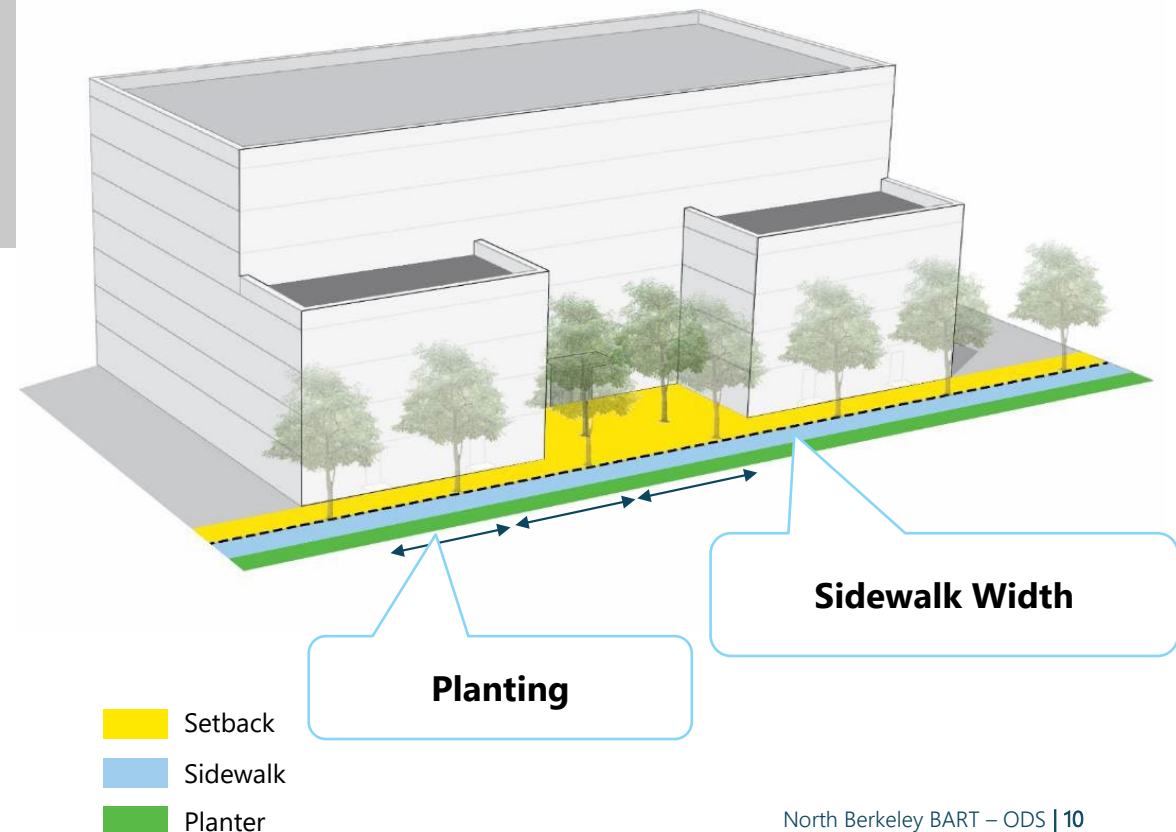 Sidewalk Width
Planting
Setback
Sidewalk
Planter
North Berkeley BART – ODS | 10